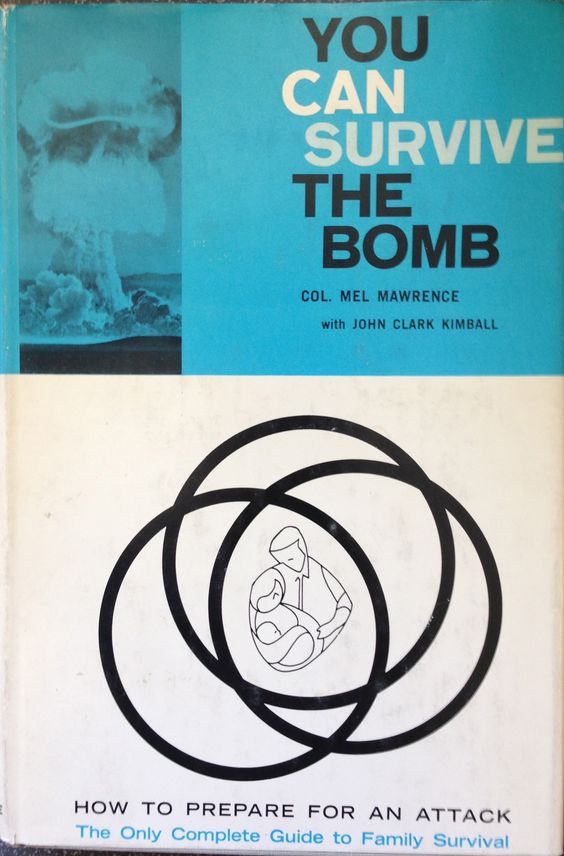 YOU
CAN
SURVIVE
THE
BOMB
COL. MEL MAWRENCE
with JOHN CLARK KIMBALL
HOW TO PREPARE FOR AN ATTACK
The Only Complete Guide to Family Survival